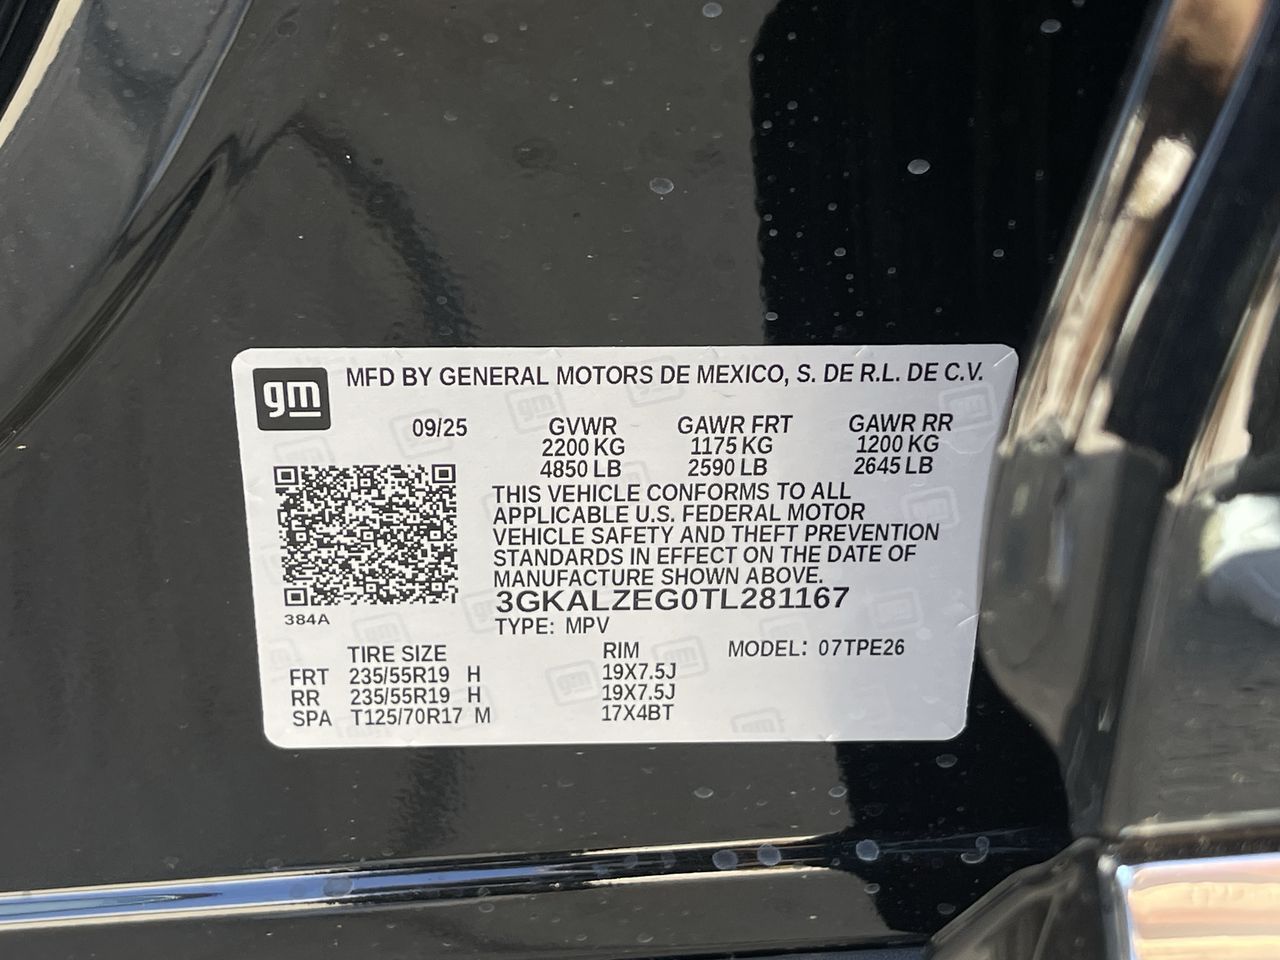 gm
MFD BY GENERAL MOTORS DE MEXICO, S. DE R.L. DE C.V.
09/25 GVWR GAWR FRT GAWR RR
2200 KG 1175 KG 1200 KG
4850 LB 2590 LB 2645 LB
THIS VEHICLE CONFORMS TO ALL
APPLICABLE U.S. FEDERAL MOTOR
VEHICLE SAFETY AND THEFT PREVENTION
STANDARDS IN EFFECT ON THE DATE OF
MANUFACTURE SHOWN ABOVE.
3GKALZEG0TL281167
384A
TYPE: MPV
TIRE SIZE RIM MODEL: 07TPE26
FRT 235/55R19 H 19X7.5J
RR 235/55R19 H 19X7.5J
SPA T125/70R17 M 17X4BT